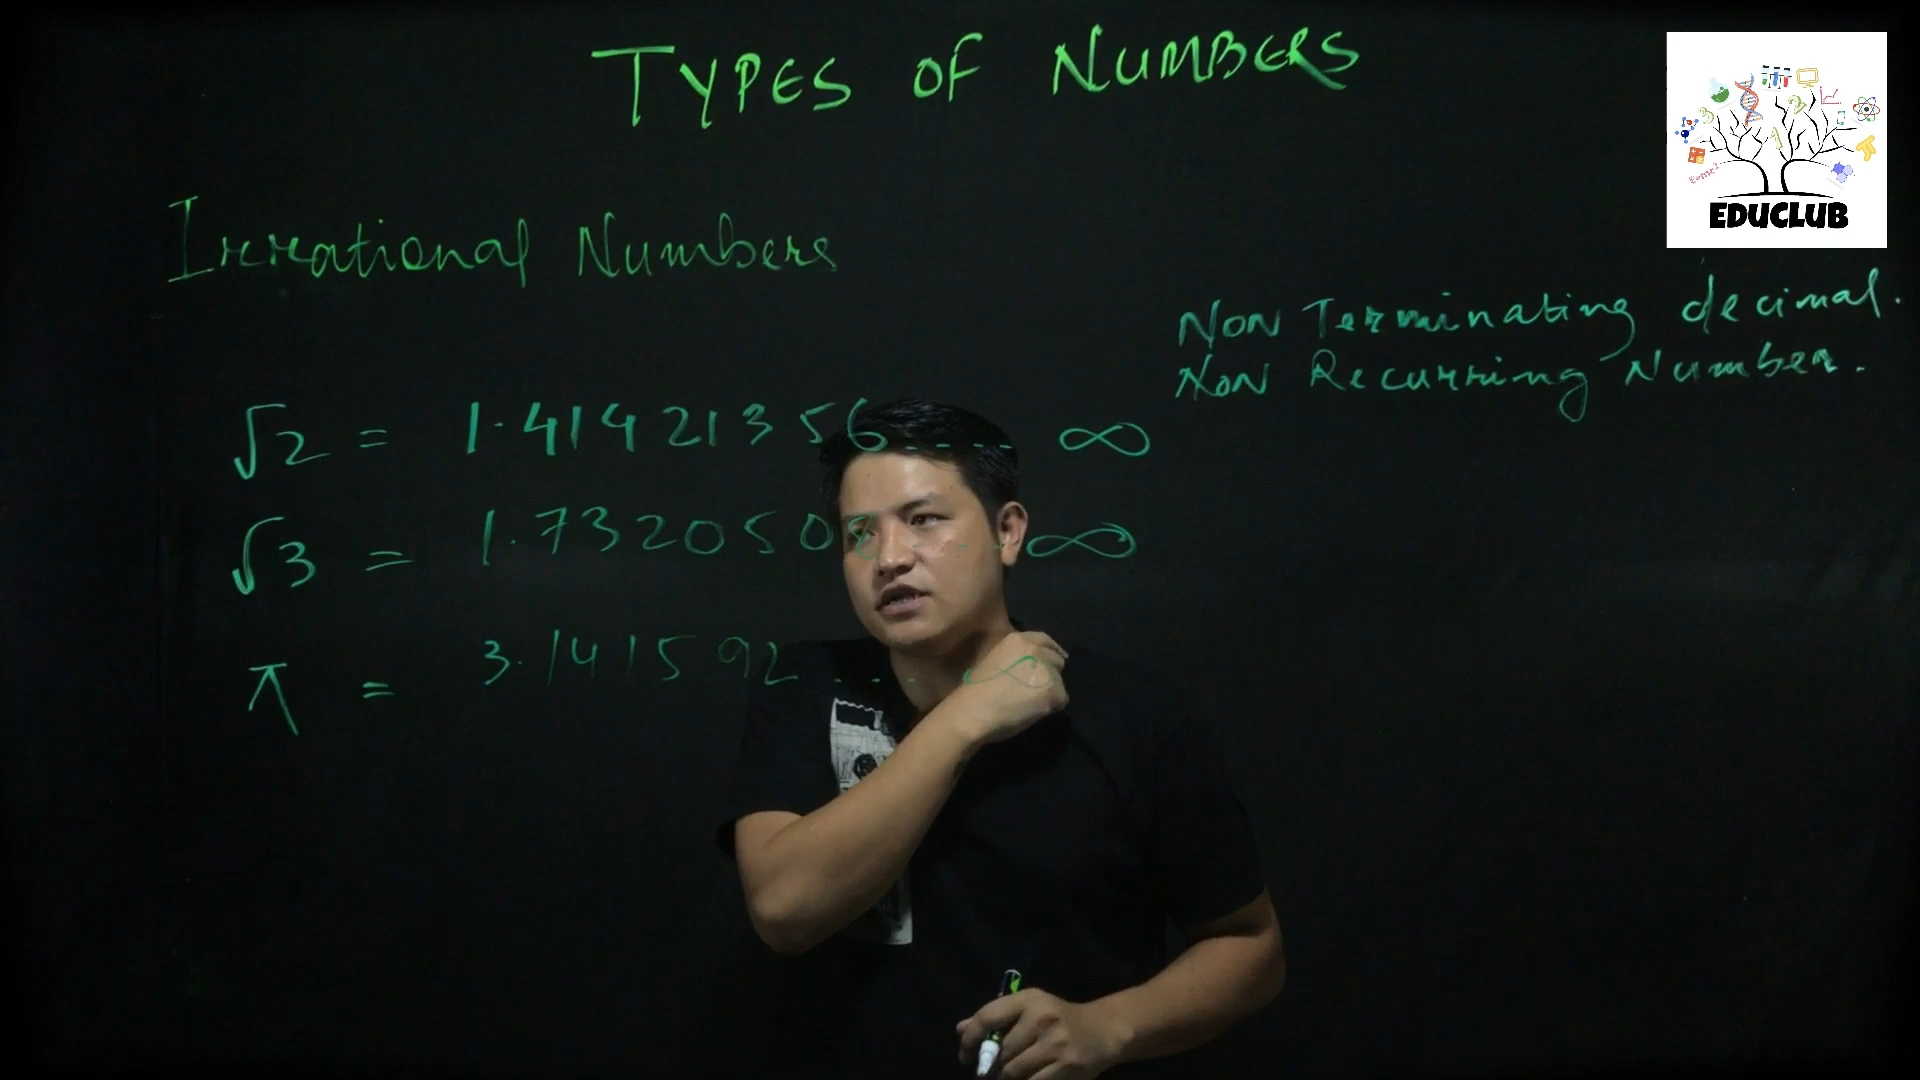 TYPES OF NUMBERS
EDUCLUB
Irrational Numbers
Non Terminating decimal.
Non Recurring Number.
√2 = 1.41421356...... ∞
√3 = 1.7320508 ..... ∞
π = 3.141592 .... ∞